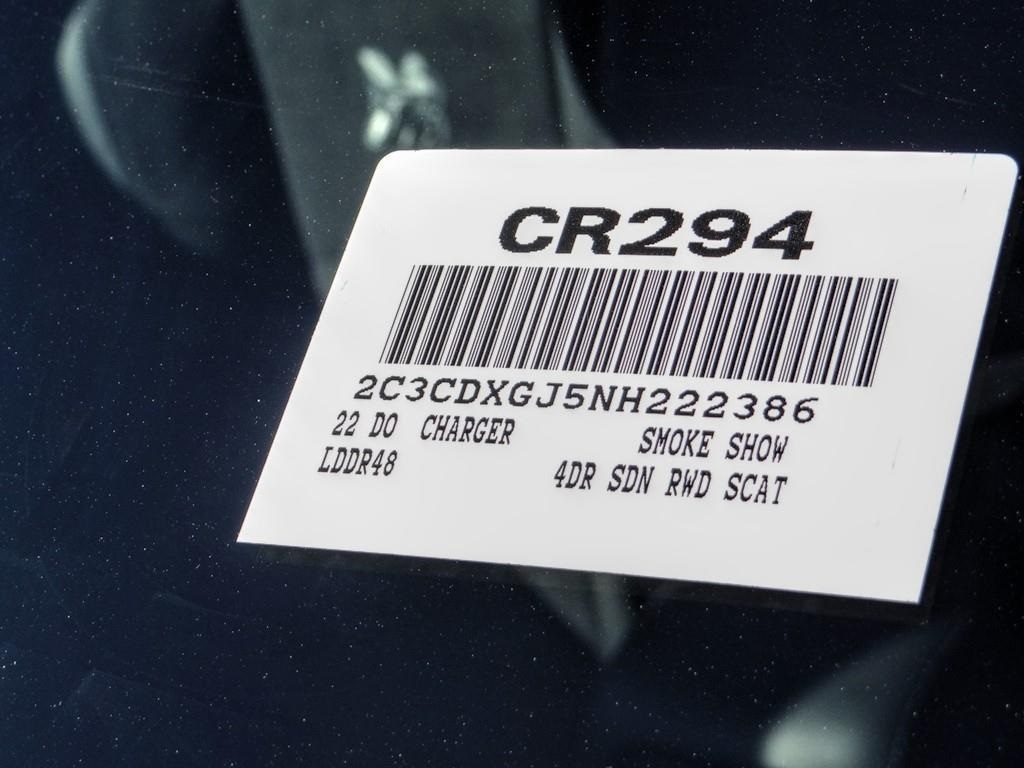 CR294
2C3CDXGJ5NH222386
22 DO CHARGER SMOKE SHOW
LDDR48 4DR SDN RWD SCAT